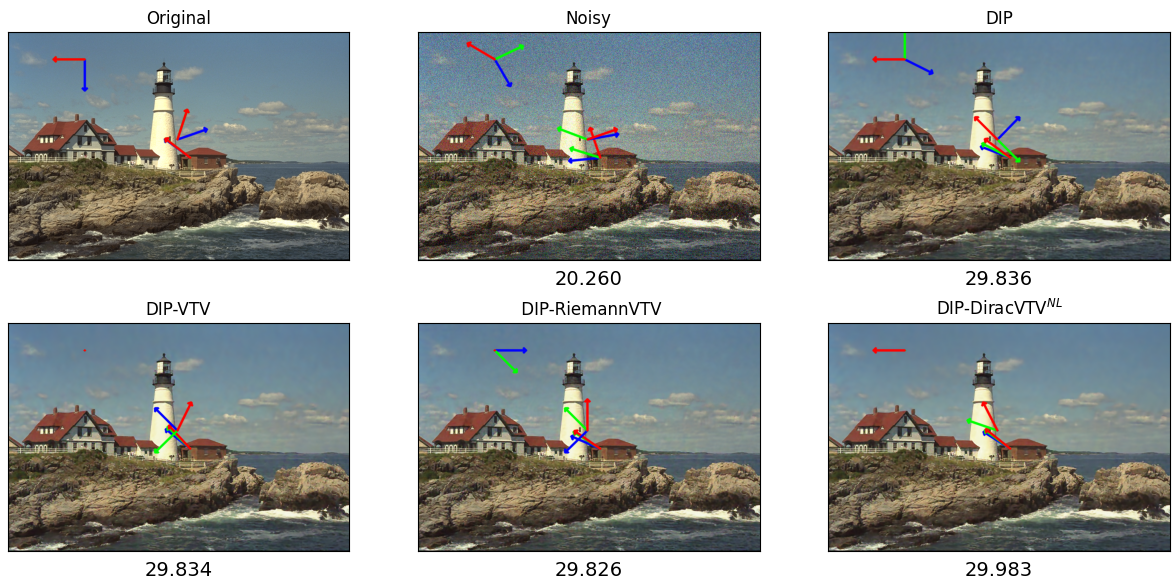 Original
Noisy
DIP
20.260
29.836
DIP-VTV
DIP-RiemannVTV
DIP-DiracVTV^{NL}
29.834
29.826
29.983